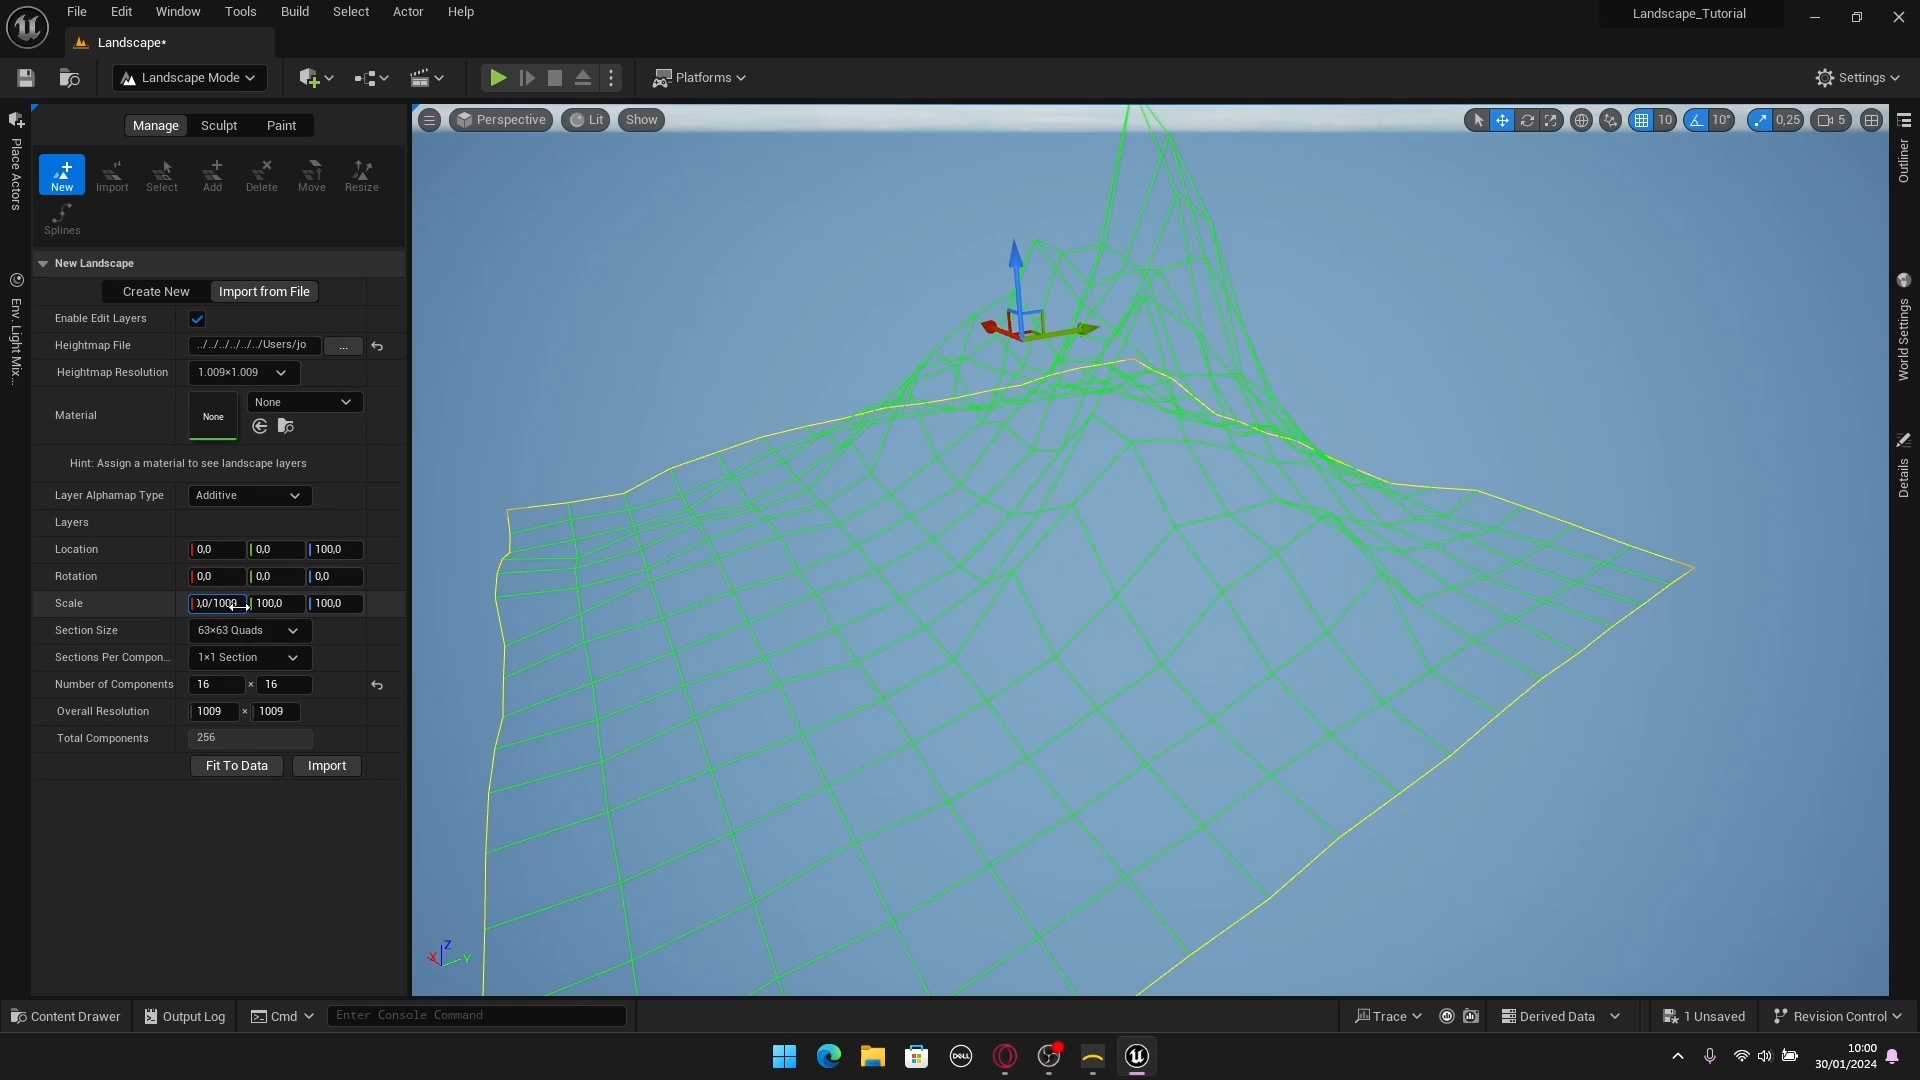 File Edit Window Tools Build Select Actor Help
Landscape_Tutorial
Landscape*
Landscape Mode
Platforms
Settings
Manage Sculpt Paint
Perspective Lit Show
10 10° 0,25 5
New Import Select Add Delete Move Resize
Splines
Place Actors
Env. Light Mix...
Outliner
World Settings
Details
New Landscape
Create New Import from File
Enable Edit Layers
Heightmap File ../../../../../../Users/jo ...
Heightmap Resolution 1.009×1.009
Material None None
Hint: Assign a material to see landscape layers
Layer Alphamap Type Additive
Layers
Location 0,0 0,0 100,0
Rotation 0,0 0,0 0,0
Scale 0,0/1009 100,0 100,0
Section Size 63×63 Quads
Sections Per Compon... 1×1 Section
Number of Components 16 × 16
Overall Resolution 1009 × 1009
Total Components 256
Fit To Data Import
Z
X Y
Content Drawer Output Log Cmd Enter Console Command
Trace Derived Data 1 Unsaved Revision Control
DELL
10:00
30/01/2024